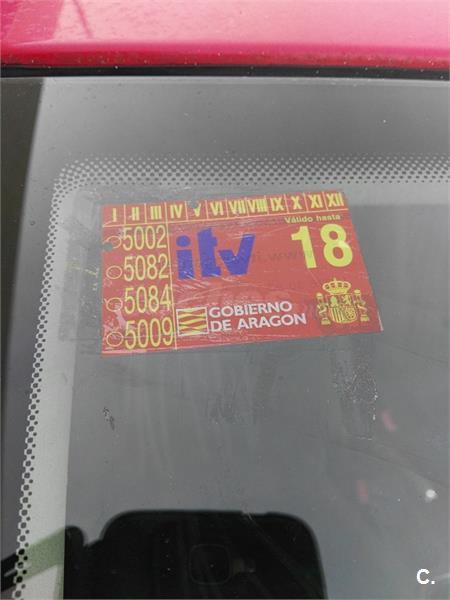 I II III IV V VI VII VIII IX X XI XII
Válido hasta
5002
itv
18
5082
5084
GOBIERNO
DE ARAGON
5009
C.